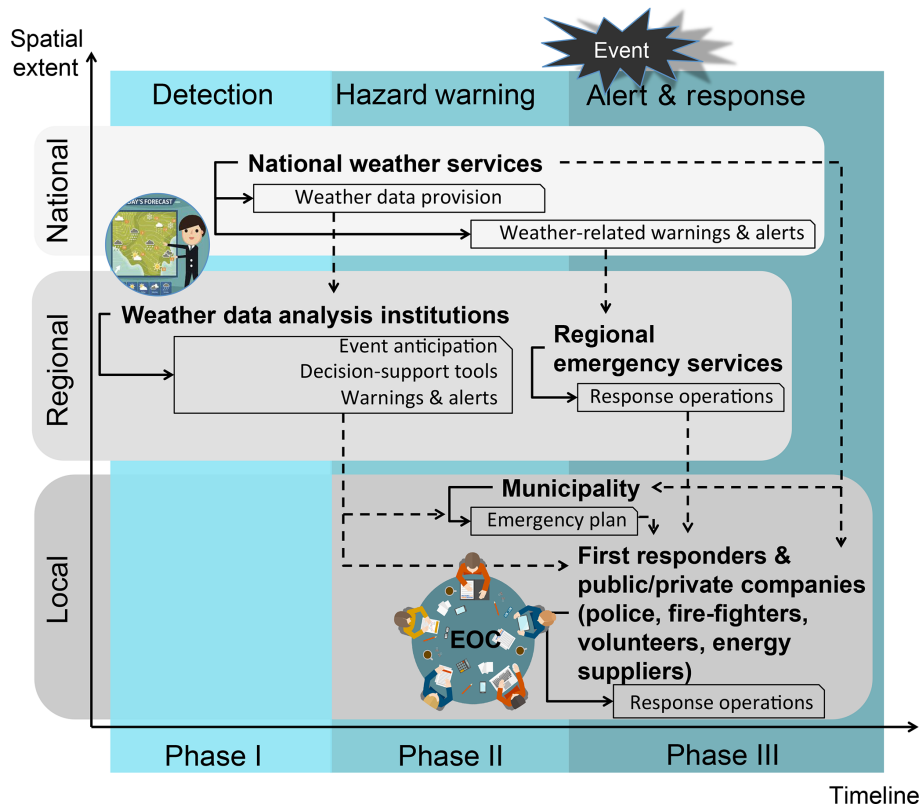 Spatial
extent
Event
Detection
Hazard warning
Alert & response
National
National weather services
Weather data provision
DAY'S FORECAST
Weather-related warnings & alerts
Regional
Weather data analysis institutions
Event anticipation
Decision-support tools
Warnings & alerts
Regional
emergency services
Response operations
Local
Municipality
Emergency plan
First responders &
public/private companies
(police, fire-fighters,
volunteers, energy
suppliers)
EOC
Response operations
Phase I
Phase II
Phase III
Timeline